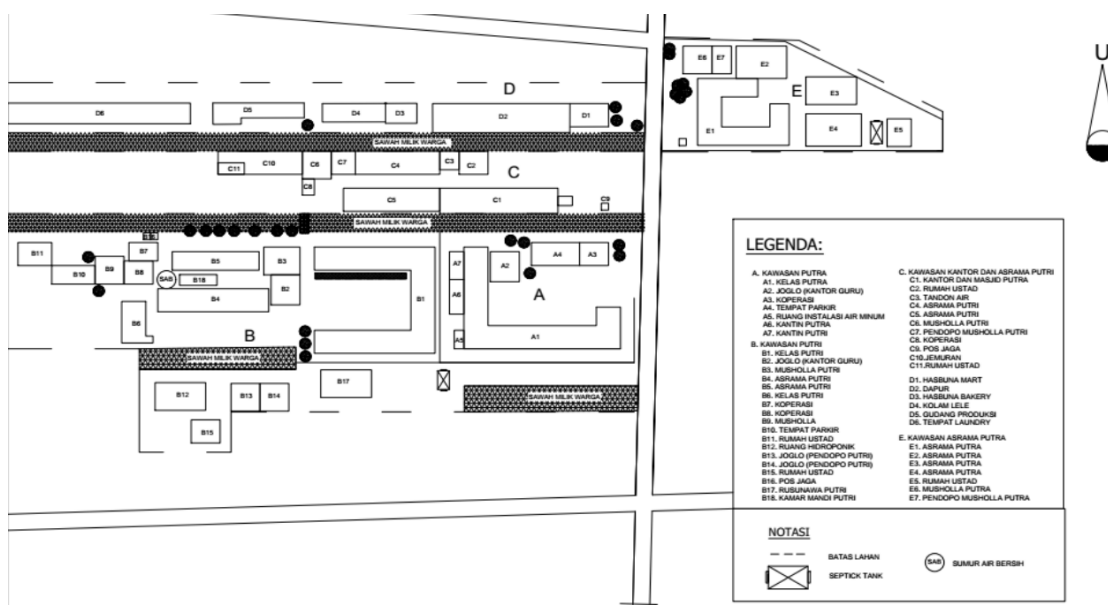 U
E6
E7
E2
E
E3
E1
E4
E5
D
D6
D5
D4
D3
D2
D1
SAWAH MILIK WARGA
C11
C10
C6
C7
C4
C3
C2
C
C8
C5
C1
C9
SAWAH MILIK WARGA
B11
B10
B9
B7
B8
SAB
B5
B18
B4
B3
B2
B1
B6
B
A7
A6
A5
A2
A4
A3
A
A1
SAWAH MILIK WARGA
B12
B13
B14
B17
B15
SAWAH MILIK WARGA
LEGENDA:
A. KAWASAN PUTRA
A1. KELAS PUTRA
A2. JOGLO (KANTOR GURU)
A3. KOPERASI
A4. TEMPAT PARKIR
A5. RUANG INSTALASI AIR MINUM
A6. KANTIN PUTRA
A7. KANTIN PUTRI
B. KAWASAN PUTRI
B1. KELAS PUTRI
B2. JOGLO (KANTOR GURU)
B3. MUSHOLLA PUTRI
B4. ASRAMA PUTRI
B5. ASRAMA PUTRI
B6. KELAS PUTRI
B7. KOPERASI
B8. KOPERASI
B9. MUSHOLLA
B10. TEMPAT PARKIR
B11. RUMAH USTAD
B12. RUANG HIDROPONIK
B13. JOGLO (PENDOPO PUTRI)
B14. JOGLO (PENDOPO PUTRI)
B15. RUMAH USTAD
B16. POS JAGA
B17. RUSUNAWA PUTRI
B18. KAMAR MANDI PUTRI
C. KAWASAN KANTOR DAN ASRAMA PUTRI
C1. KANTOR DAN MASJID PUTRA
C2. RUMAH USTAD
C3. TANDON AIR
C4. ASRAMA PUTRI
C5. ASRAMA PUTRI
C6. MUSHOLLA PUTRI
C7. PENDOPO MUSHOLLA PUTRI
C8. KOPERASI
C9. POS JAGA
C10.JEMURAN
C11.RUMAH USTAD
D1. HASBUNA MART
D2. DAPUR
D3. HASBUNA BAKERY
D4. KOLAM LELE
D5. GUDANG PRODUKSI
D6. TEMPAT LAUNDRY
E. KAWASAN ASRAMA PUTRA
E1. ASRAMA PUTRA
E2. ASRAMA PUTRA
E3. ASRAMA PUTRA
E4. ASRAMA PUTRA
E5. RUMAH USTAD
E6. MUSHOLLA PUTRA
E7. PENDOPO MUSHOLLA PUTRA
NOTASI
BATAS LAHAN
SEPTICK TANK
SAB
SUMUR AIR BERSIH